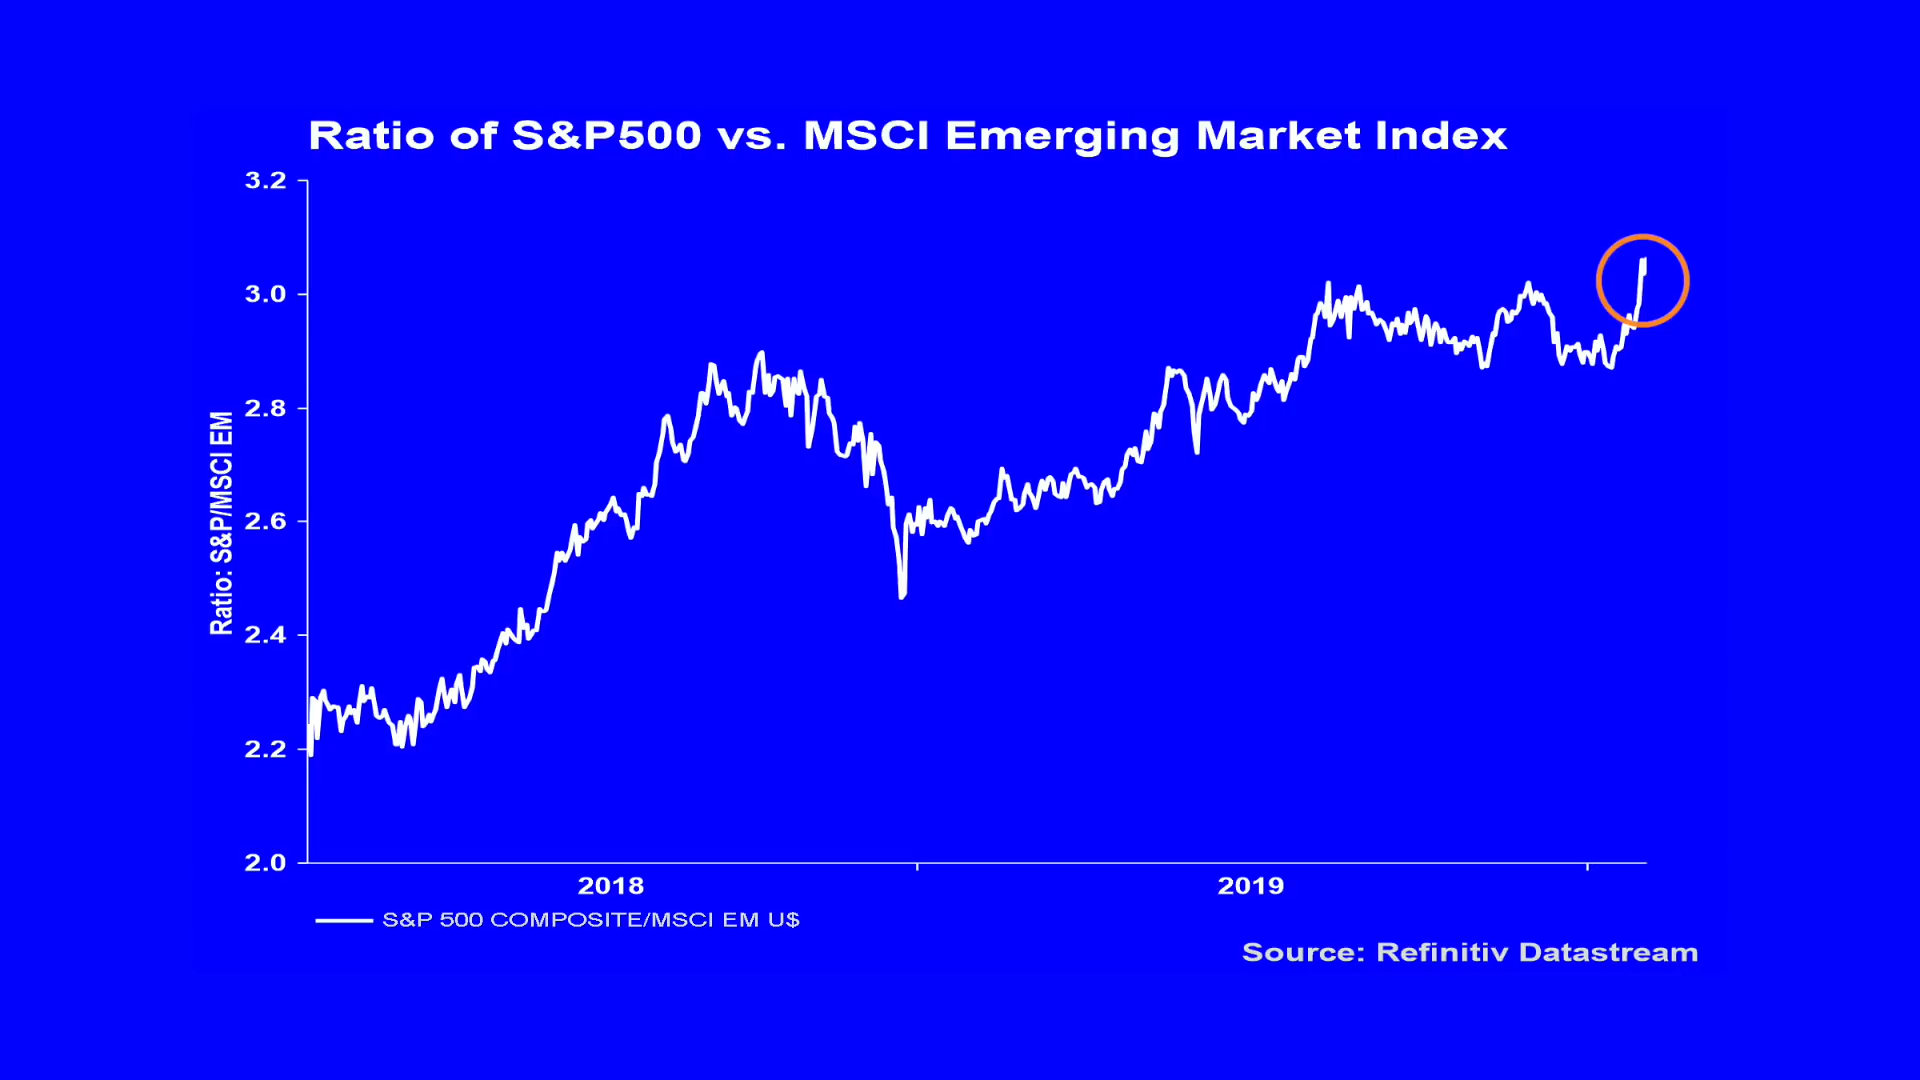 Ratio of S&P500 vs. MSCI Emerging Market Index
3.2
3.0
2.8
2.6
2.4
2.2
2.0
Ratio: S&P/MSCI EM
2018
2019
S&P 500 COMPOSITE/MSCI EM U$
Source: Refinitiv Datastream